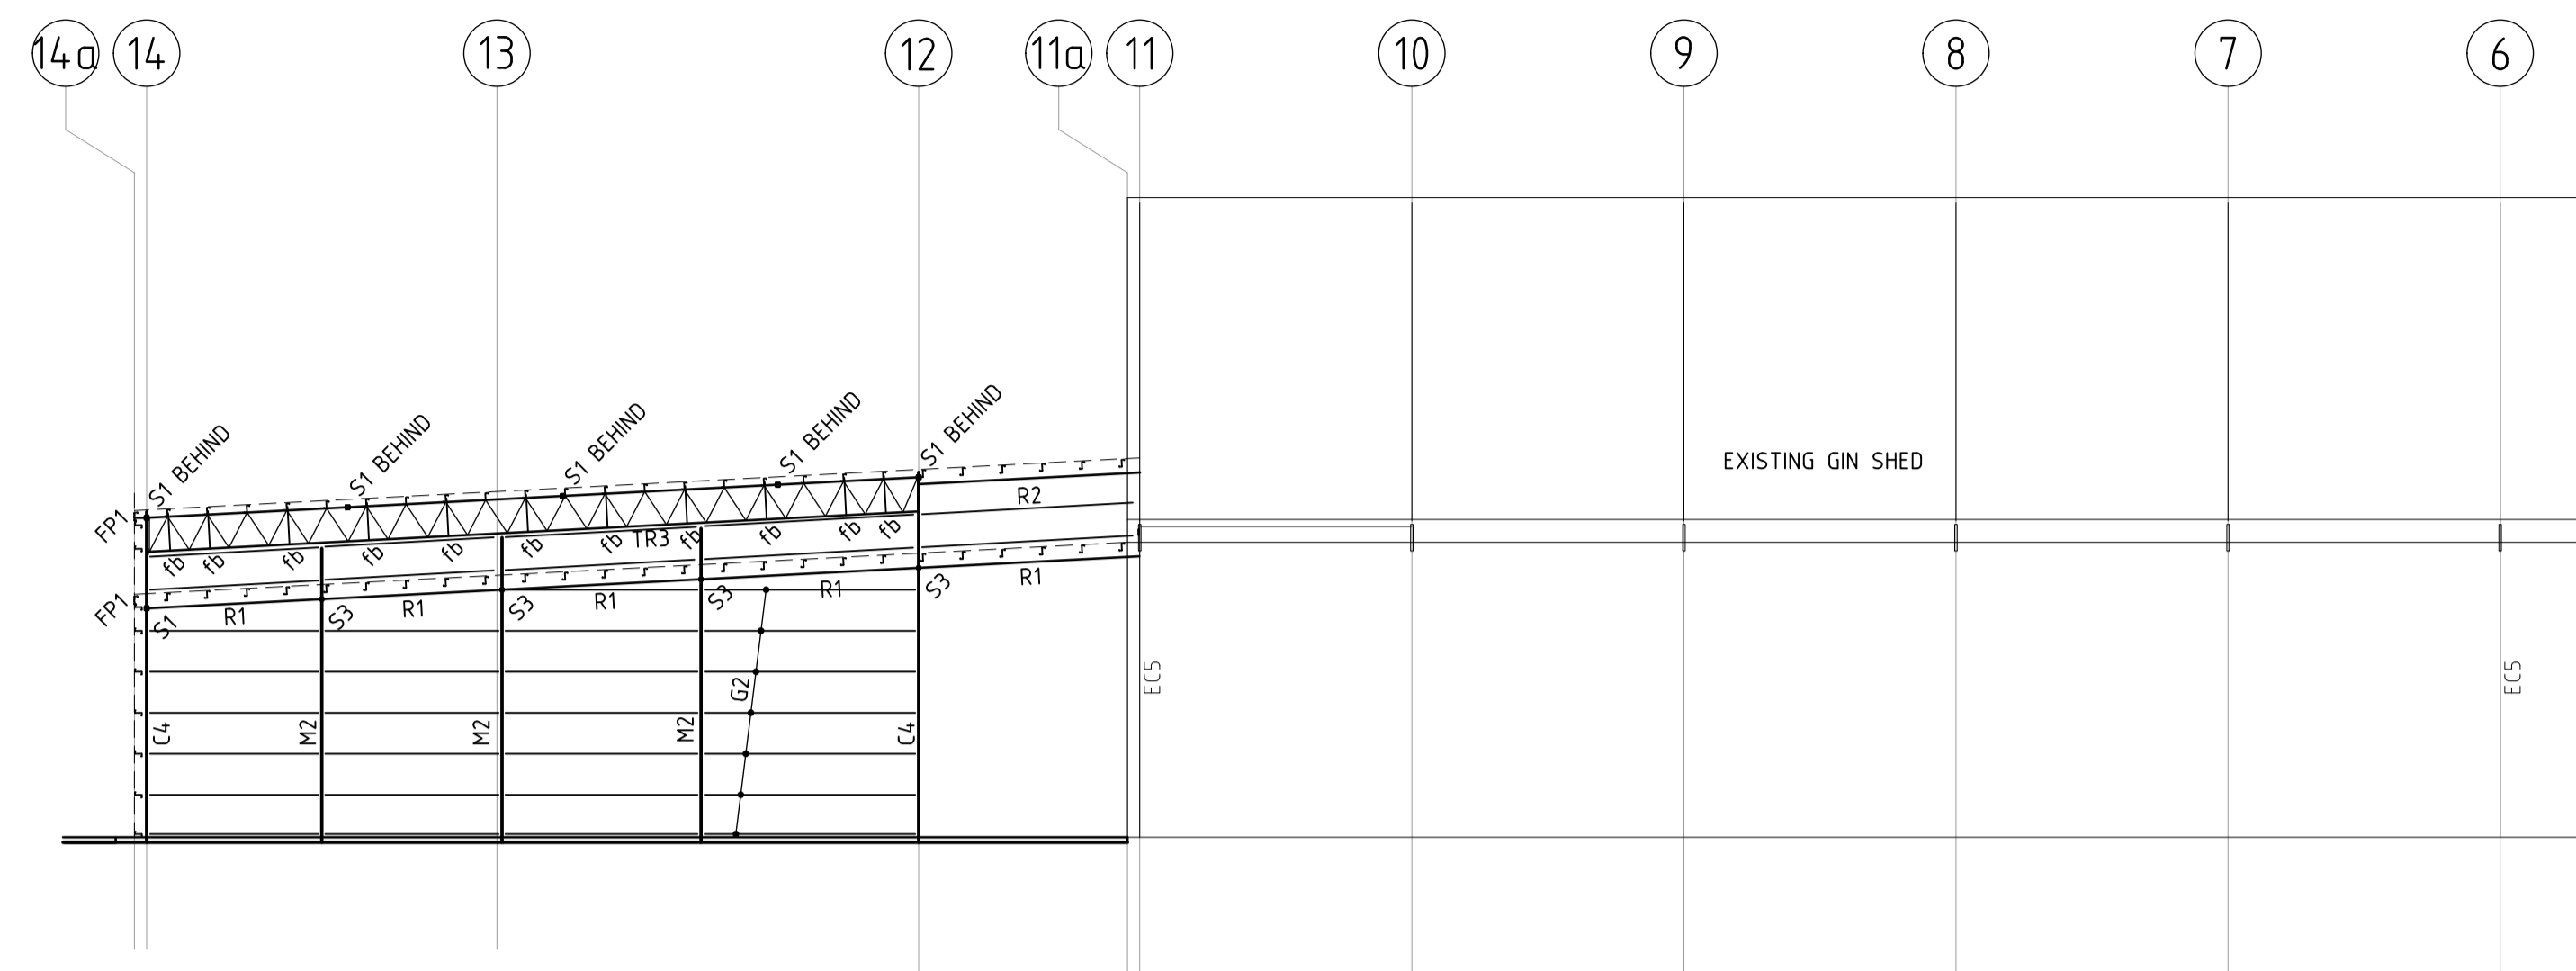 14a
14
13
12
11a
11
10
9
8
7
6
S1 BEHIND
S1 BEHIND
S1 BEHIND
S1 BEHIND
S1 BEHIND
EXISTING GIN SHED
R2
FP1
fb
fb
fb
fb
fb
fb
fb
TR3
fb
fb
fb
fb
FP1
S1
R1
S3
R1
S3
R1
S3
R1
S3
R1
EC5
EC5
G2
C4
M2
M2
M2
C4